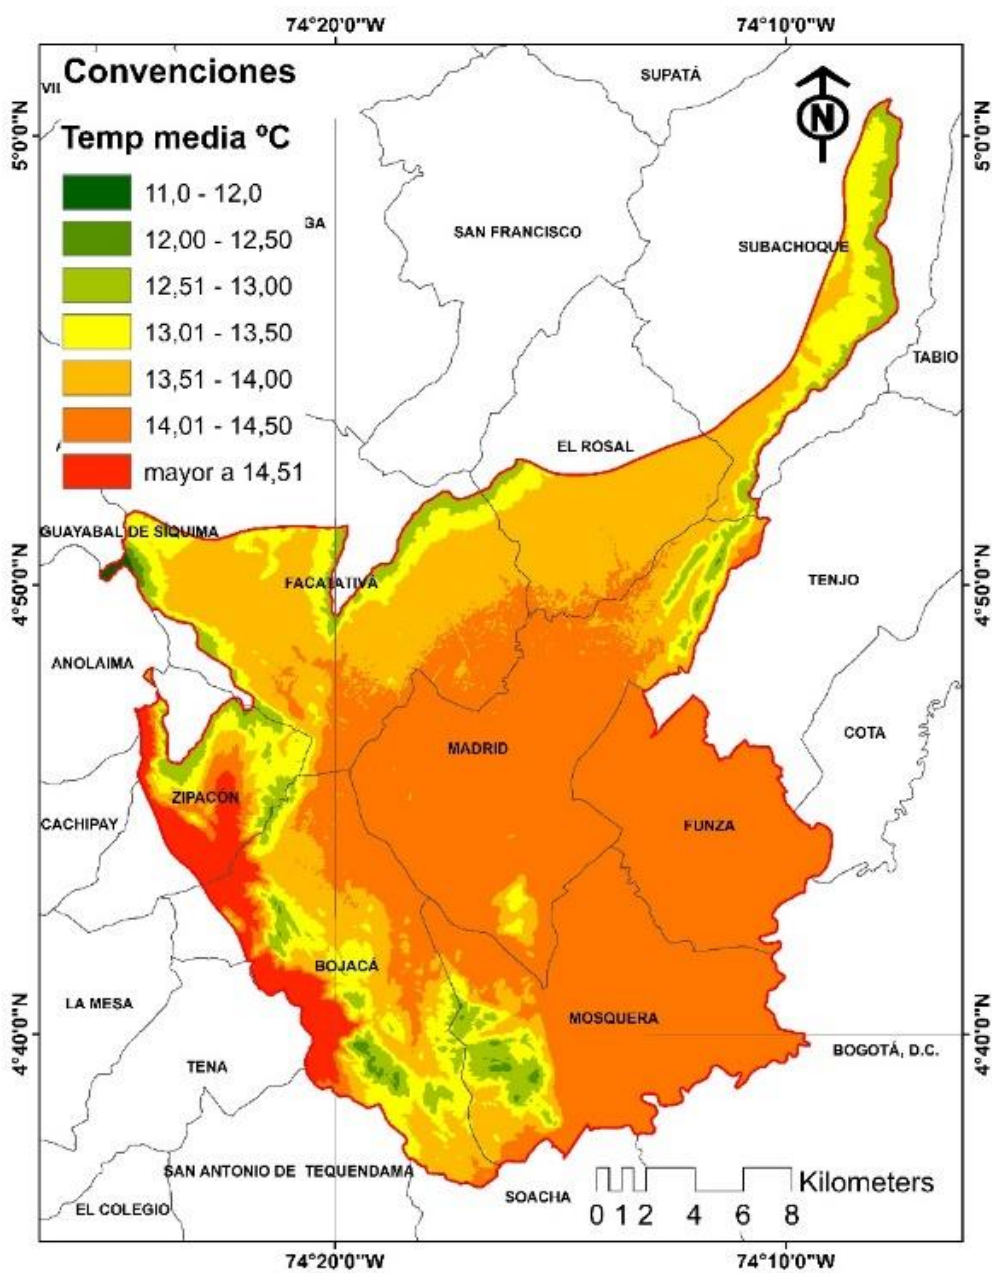 74°20'0"W 74°10'0"W
Convenciones
VIL
SUPATÁ
N
Temp media ºC
5°0'0"N 5°0'0"N
11,0 - 12,0
GA
SAN FRANCISCO
12,00 - 12,50
SUBACHOQUE
12,51 - 13,00
13,01 - 13,50
TABIO
13,51 - 14,00
14,01 - 14,50
EL ROSAL
mayor a 14,51
GUAYABAL DE SÍQUIMA
FACATATIVÁ
TENJO
4°50'0"N 4°50'0"N
ANOLAIMA
COTA
MADRID
ZIPACÓN
CACHIPAY
FUNZA
BOJACÁ
LA MESA
MOSQUERA
4°40'0"N 4°40'0"N
BOGOTÁ, D.C.
TENA
SAN ANTONIO DE TEQUENDAMA
SOACHA
EL COLEGIO
Kilometers
0 1 2 4 6 8
74°20'0"W 74°10'0"W